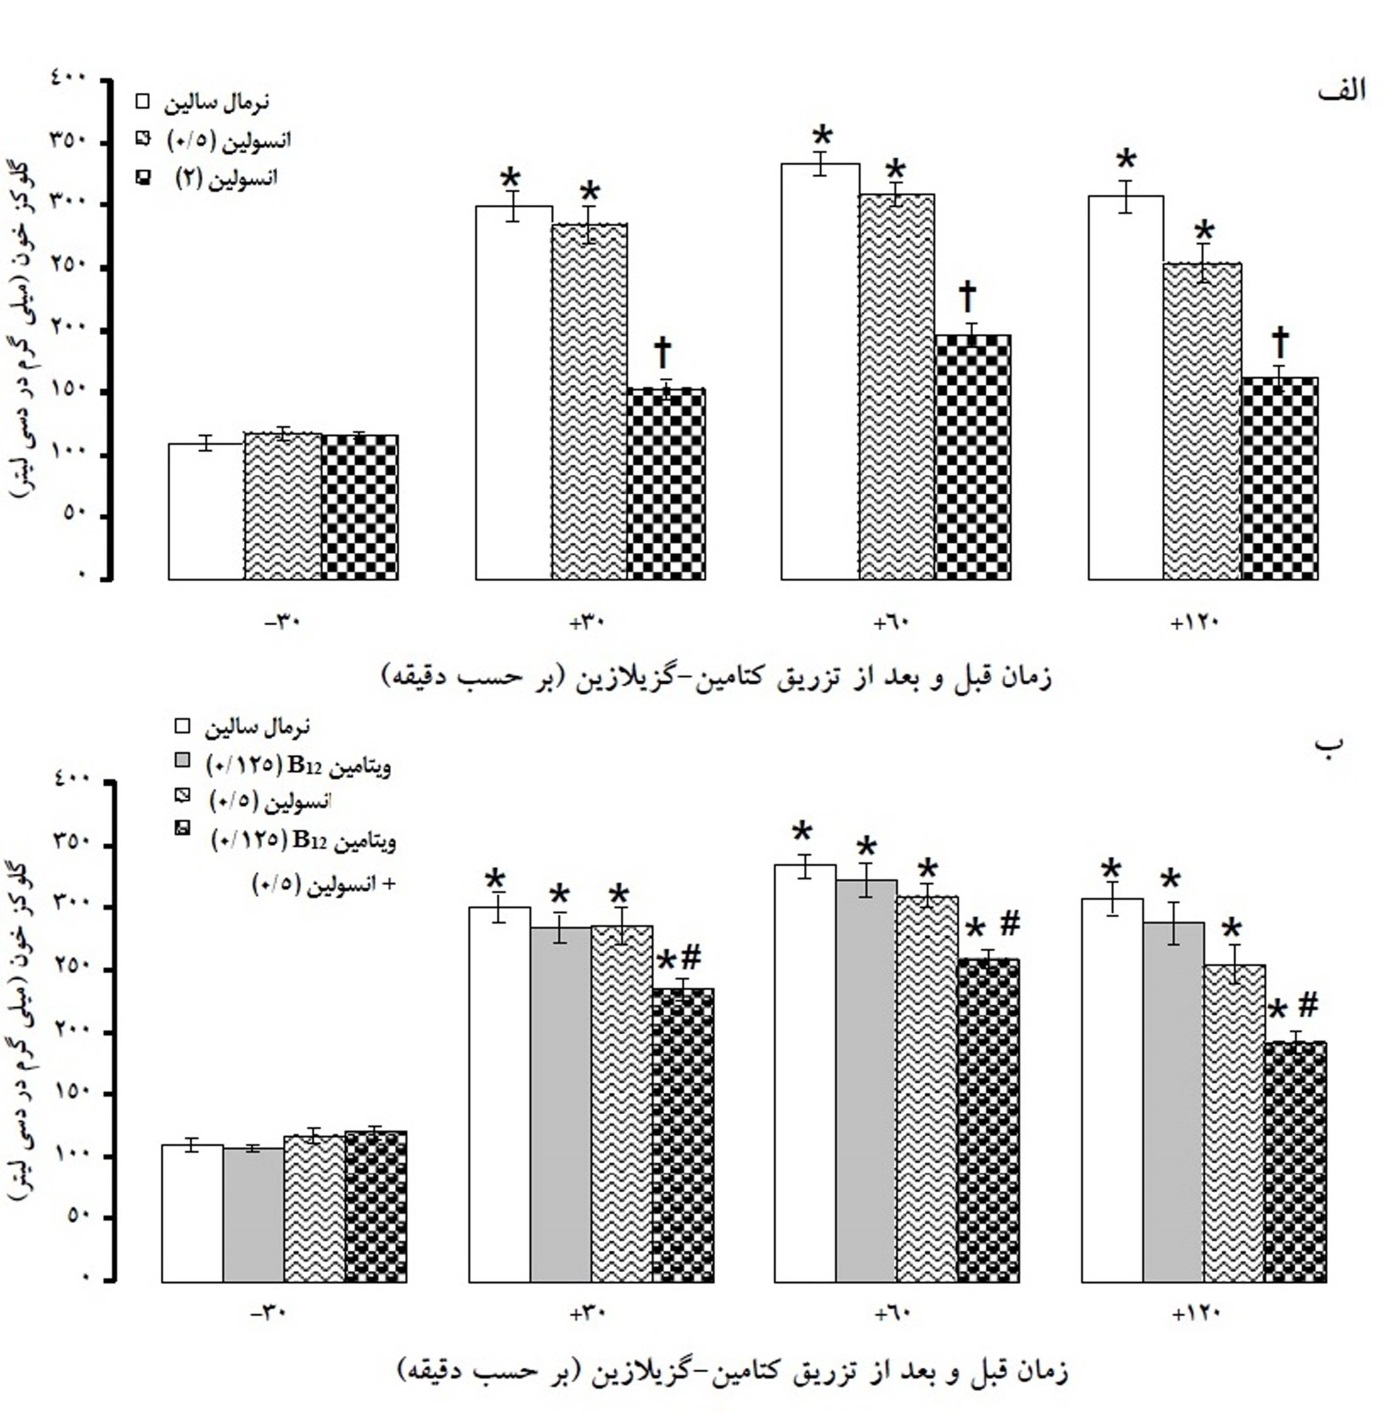 الف
٤۰۰
۳۵۰
۳۰۰
۲۵۰
۲۰۰
۱۵۰
۱۰۰
۵۰
۰
گلوکز خون (میلی گرم در دسی لیتر)
نرمال سالین
انسولین (۰/۵)
انسولین (۲)
* * †
* * †
* * †
−۳۰ +۳۰ +٦۰ +۱۲۰
زمان قبل و بعد از تزریق کتامین-گزیلازین (بر حسب دقیقه)
ب
٤۰۰
۳۵۰
۳۰۰
۲۵۰
۲۰۰
۱۵۰
۱۰۰
۵۰
۰
گلوکز خون (میلی گرم در دسی لیتر)
نرمال سالین
ویتامین B12 (۰/۱۲۵)
انسولین (۰/۵)
ویتامین B12 (۰/۱۲۵)
+ انسولین (۰/۵)
* * * *#
* * * * #
* * * * #
−۳۰ +۳۰ +٦۰ +۱۲۰
زمان قبل و بعد از تزریق کتامین-گزیلازین (بر حسب دقیقه)